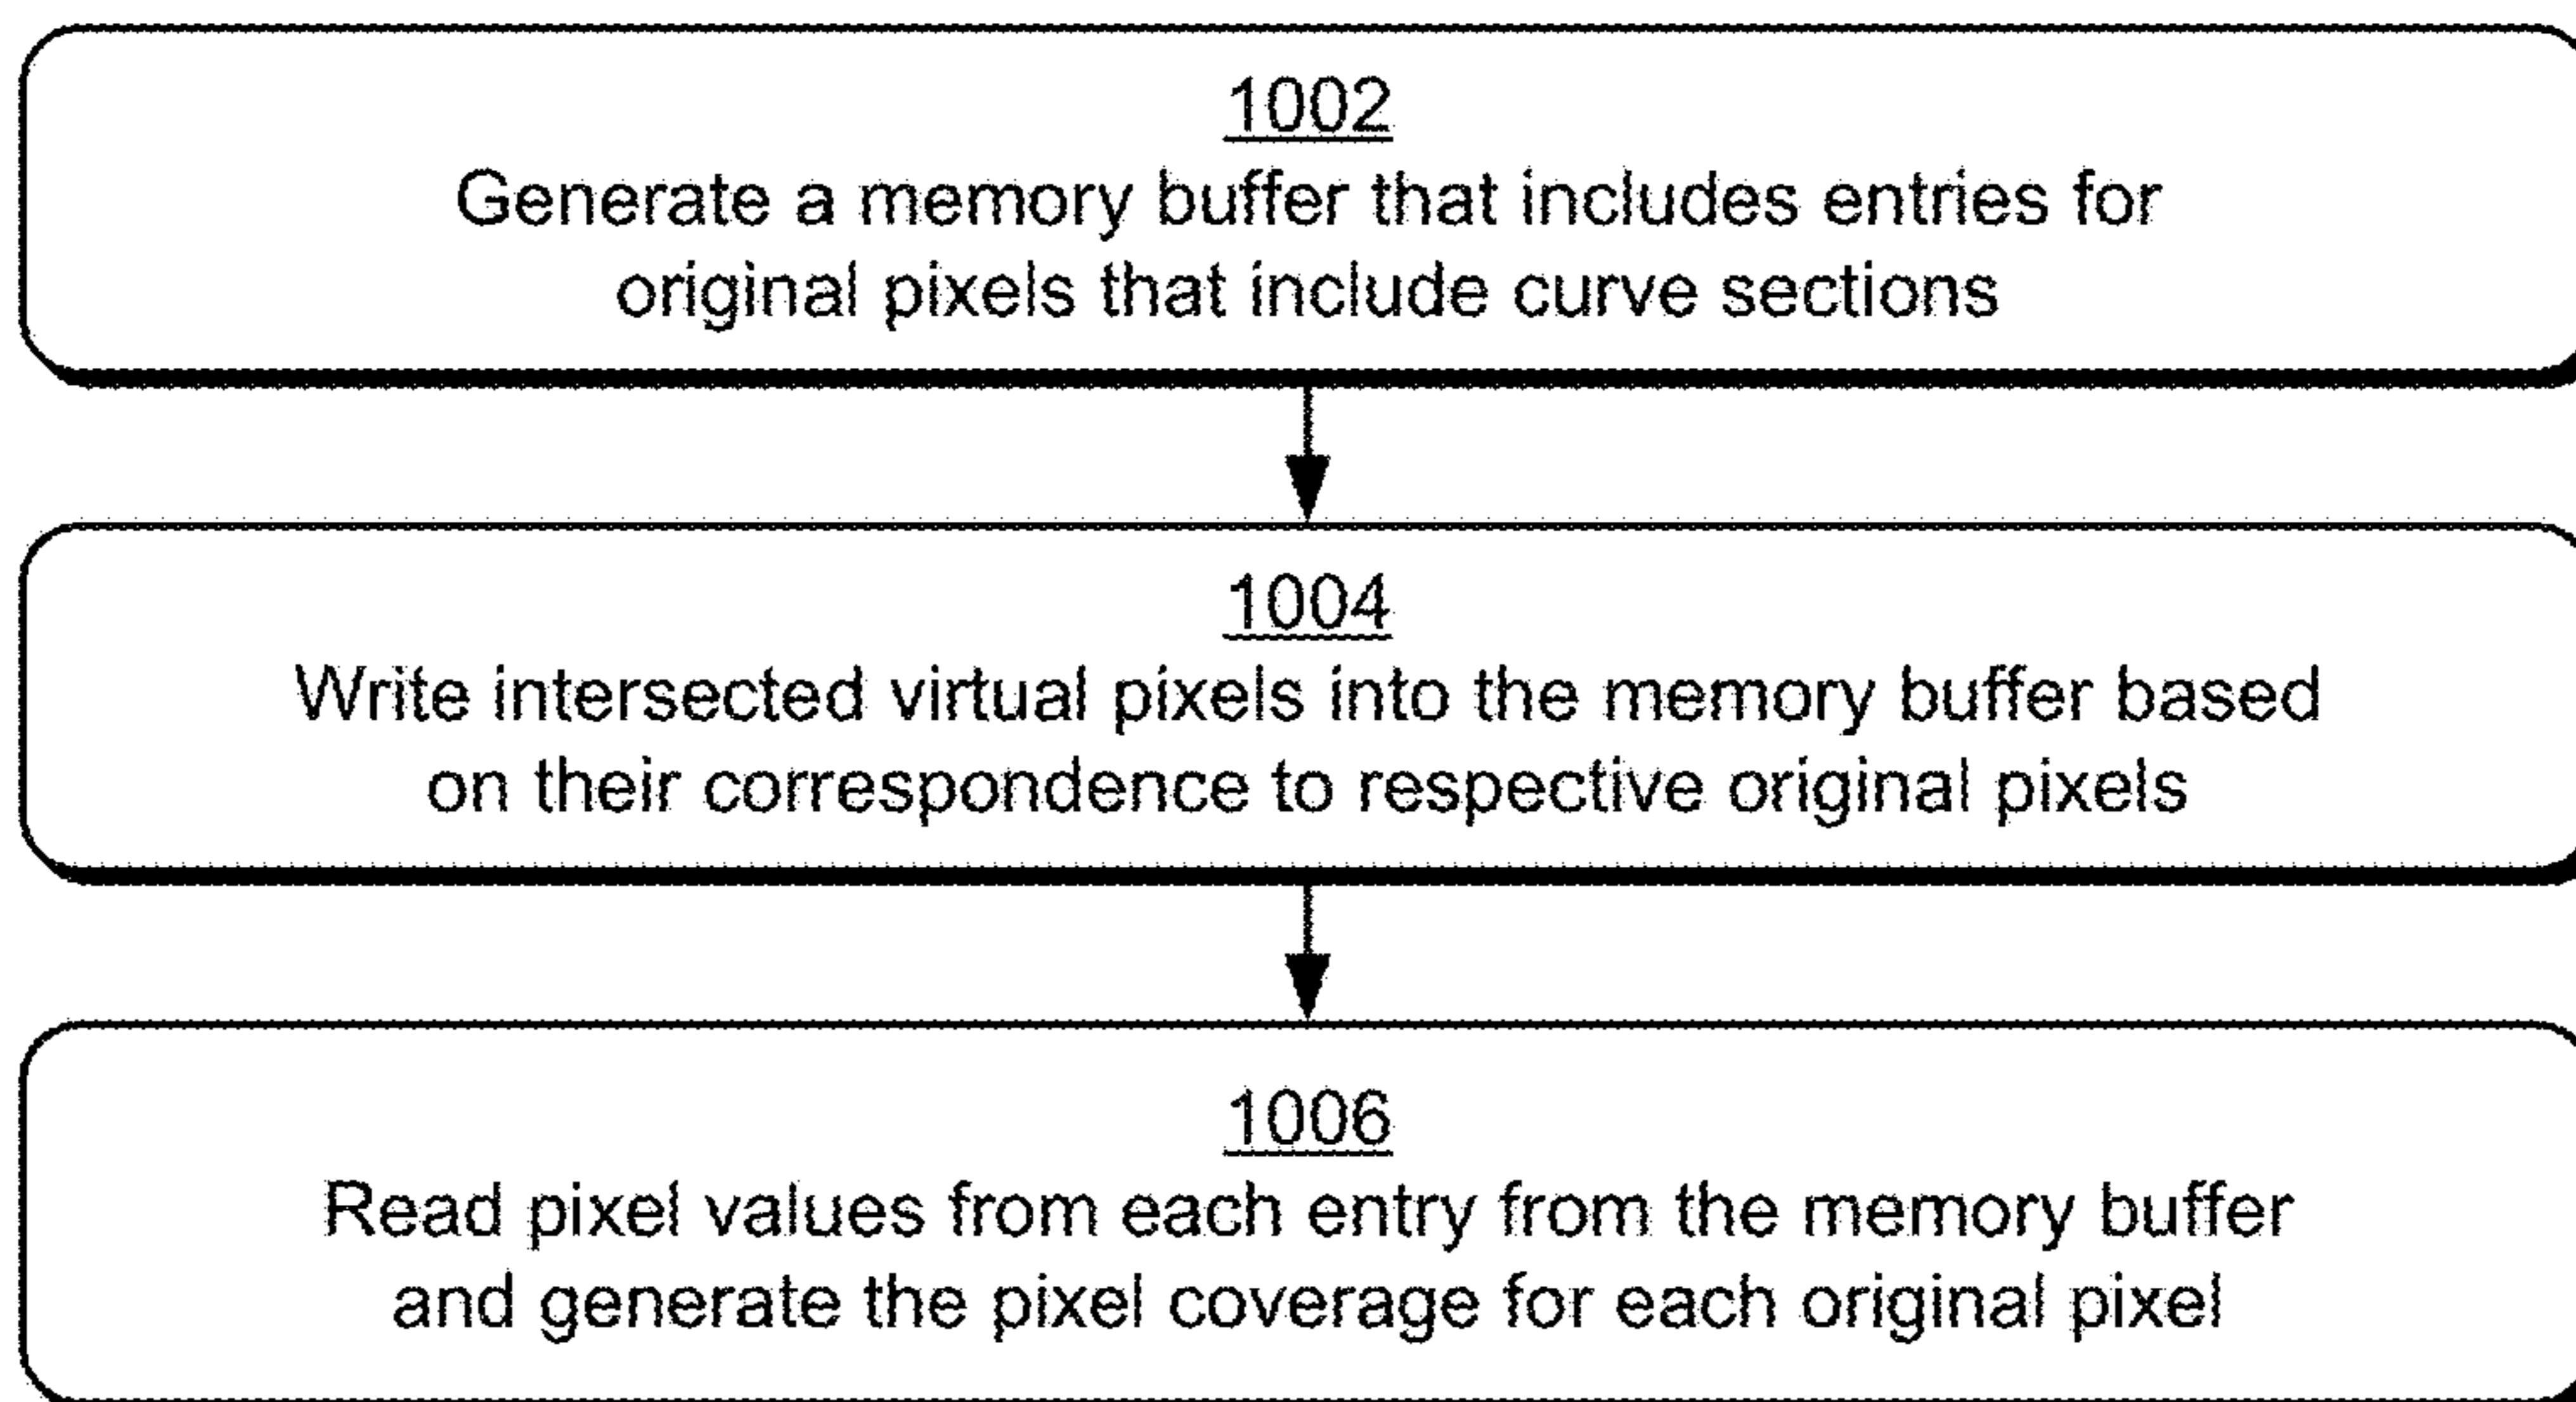 1002
Generate a memory buffer that includes entries for
original pixels that include curve sections
1004
Write intersected virtual pixels into the memory buffer based
on their correspondence to respective original pixels
1006
Read pixel values from each entry from the memory buffer
and generate the pixel coverage for each original pixel